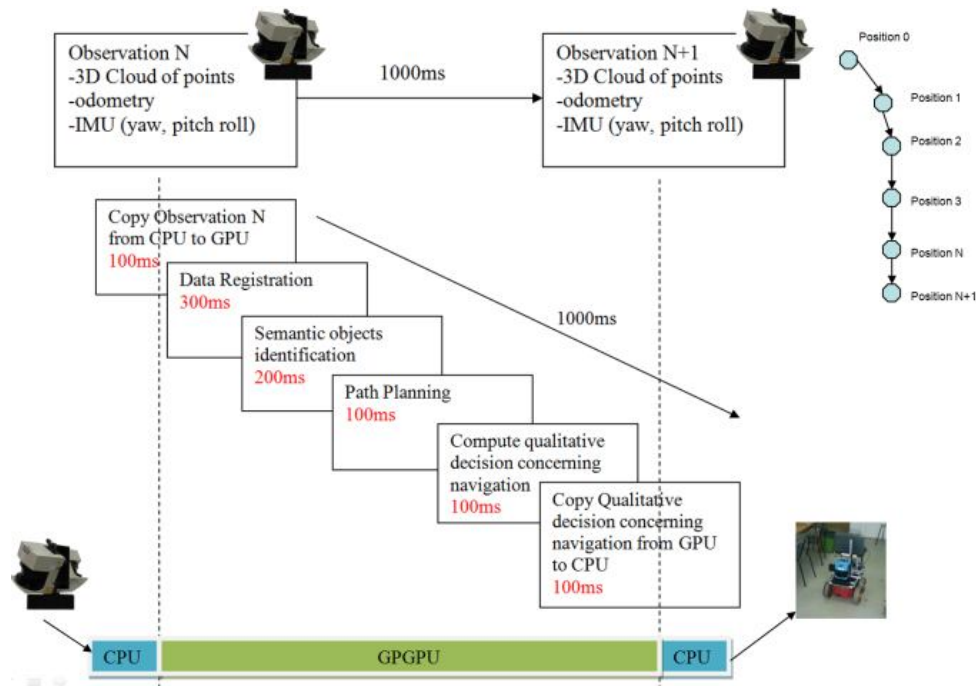 Observation N
-3D Cloud of points
-odometry
-IMU (yaw, pitch roll)
1000ms
Observation N+1
-3D Cloud of points
-odometry
-IMU (yaw, pitch roll)
Position 0
Position 1
Position 2
Position 3
Position N
Position N+1
Copy Observation N
from CPU to GPU
100ms
Data Registration
300ms
Semantic objects
identification
200ms
Path Planning
100ms
Compute qualitative
decision concerning
navigation
100ms
Copy Qualitative
decision concerning
navigation from GPU
to CPU
100ms
1000ms
CPU
GPGPU
CPU